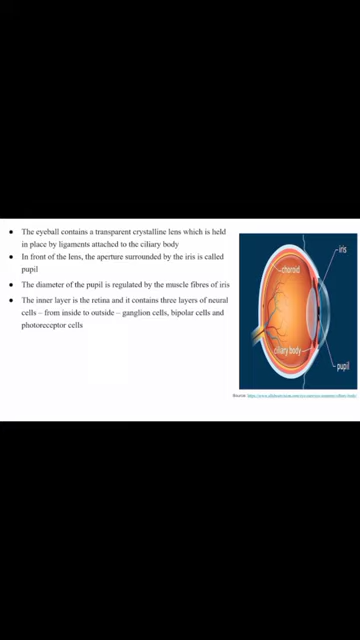 ● The eyeball contains a transparent crystalline lens which is held
in place by ligaments attached to the ciliary body
● In front of the lens, the aperture surrounded by the iris is called
pupil
● The diameter of the pupil is regulated by the muscle fibres of iris
● The inner layer is the retina and it contains three layers of neural
cells – from inside to outside – ganglion cells, bipolar cells and
photoreceptor cells
iris
choroid
ciliary body
pupil
Source: